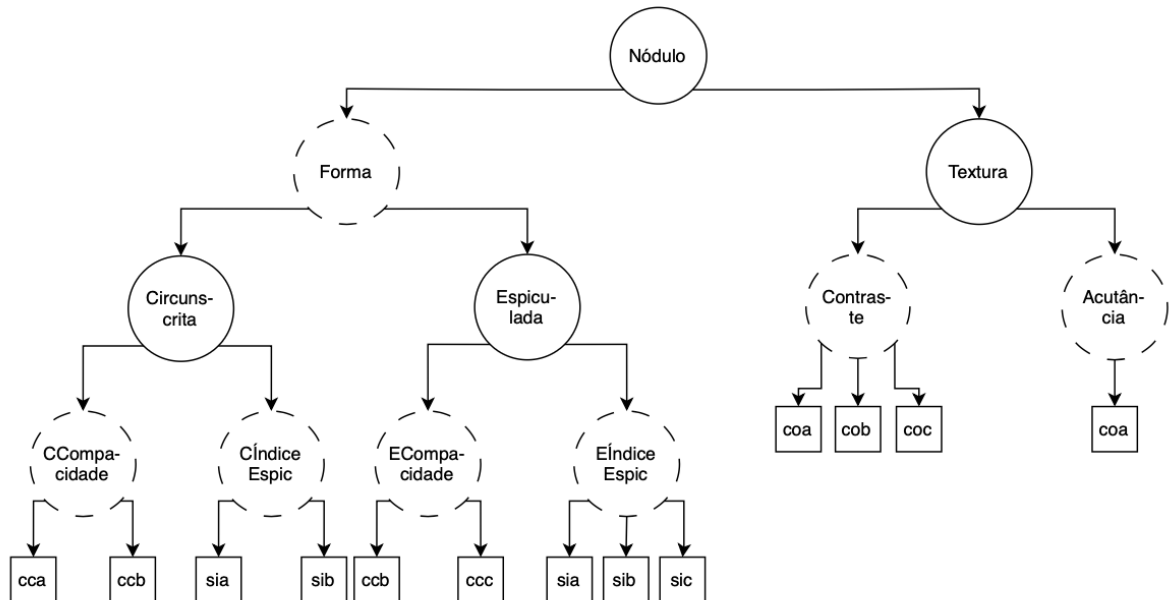 Nódulo
Forma
Textura
Circuns-
crita
Espicu-
lada
Contras-
te
Acutân-
cia
coa
cob
coc
coa
CCompa-
cidade
CÍndice
Espic
ECompa-
cidade
EÍndice
Espic
cca
ccb
sia
sib
ccb
ccc
sia
sib
sic